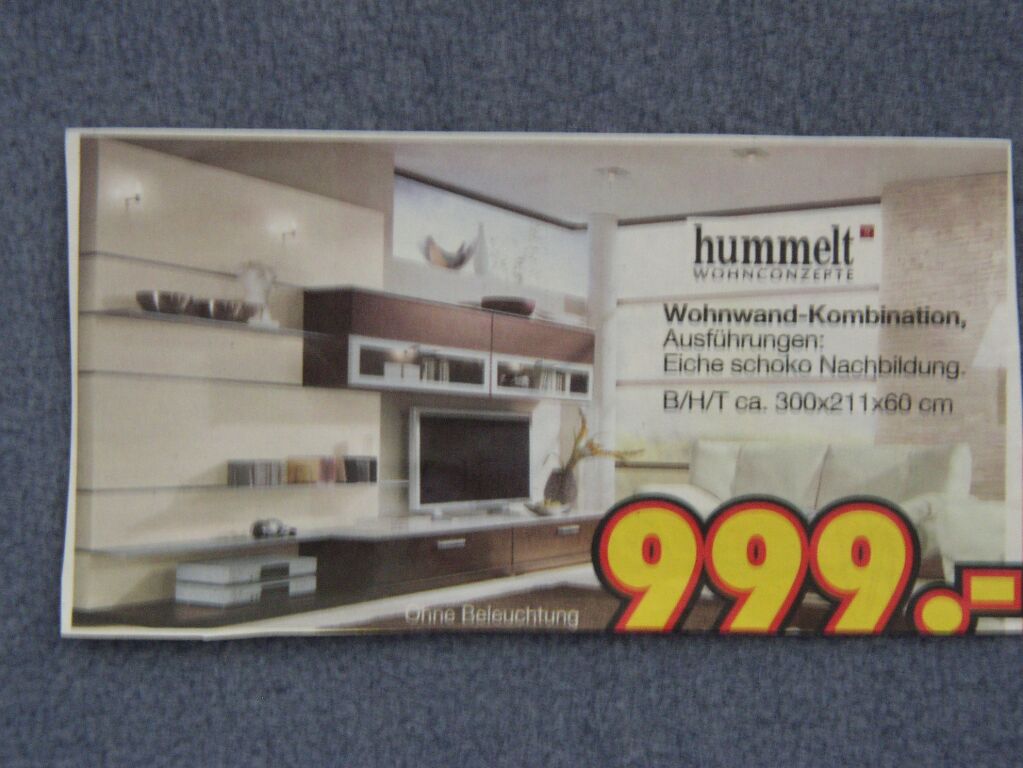 hummelt
WOHNCONZEPTE
Wohnwand-Kombination,
Ausführungen:
Eiche schoko Nachbildung.
B/H/T ca. 300x211x60 cm
999.-
Ohne Beleuchtung